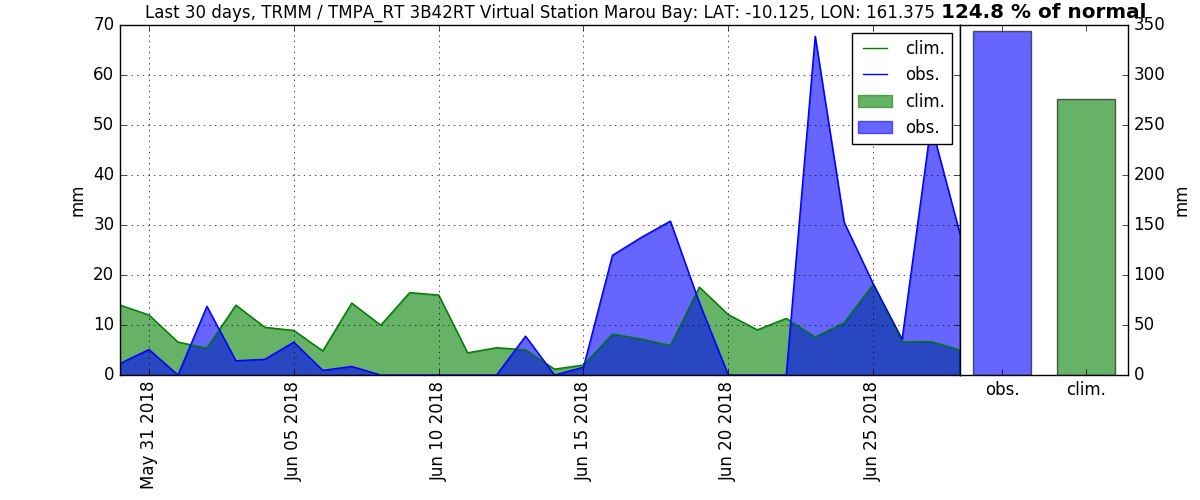 Last 30 days, TRMM / TMPA_RT 3B42RT Virtual Station Marou Bay: LAT: -10.125, LON: 161.375 124.8 % of normal
70
60
50
40
30
20
10
0
mm
clim.
obs.
clim.
obs.
350
300
250
200
150
100
50
0
mm
May 31 2018
Jun 05 2018
Jun 10 2018
Jun 15 2018
Jun 20 2018
Jun 25 2018
obs.
clim.